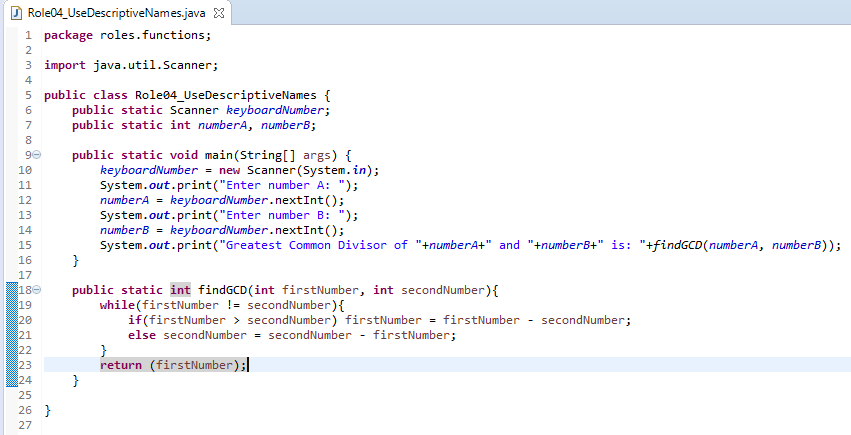 Role04_UseDescriptiveNames.java
1 package roles.functions;
2
3 import java.util.Scanner;
4
5 public class Role04_UseDescriptiveNames {
6     public static Scanner keyboardNumber;
7     public static int numberA, numberB;
8
9     public static void main(String[] args) {
10         keyboardNumber = new Scanner(System.in);
11         System.out.print("Enter number A: ");
12         numberA = keyboardNumber.nextInt();
13         System.out.print("Enter number B: ");
14         numberB = keyboardNumber.nextInt();
15         System.out.print("Greatest Common Divisor of "+numberA+" and "+numberB+" is: "+findGCD(numberA, numberB));
16     }
17
18     public static int findGCD(int firstNumber, int secondNumber){
19         while(firstNumber != secondNumber){
20             if(firstNumber > secondNumber) firstNumber = firstNumber - secondNumber;
21             else secondNumber = secondNumber - firstNumber;
22         }
23         return (firstNumber);
24     }
25
26 }
27